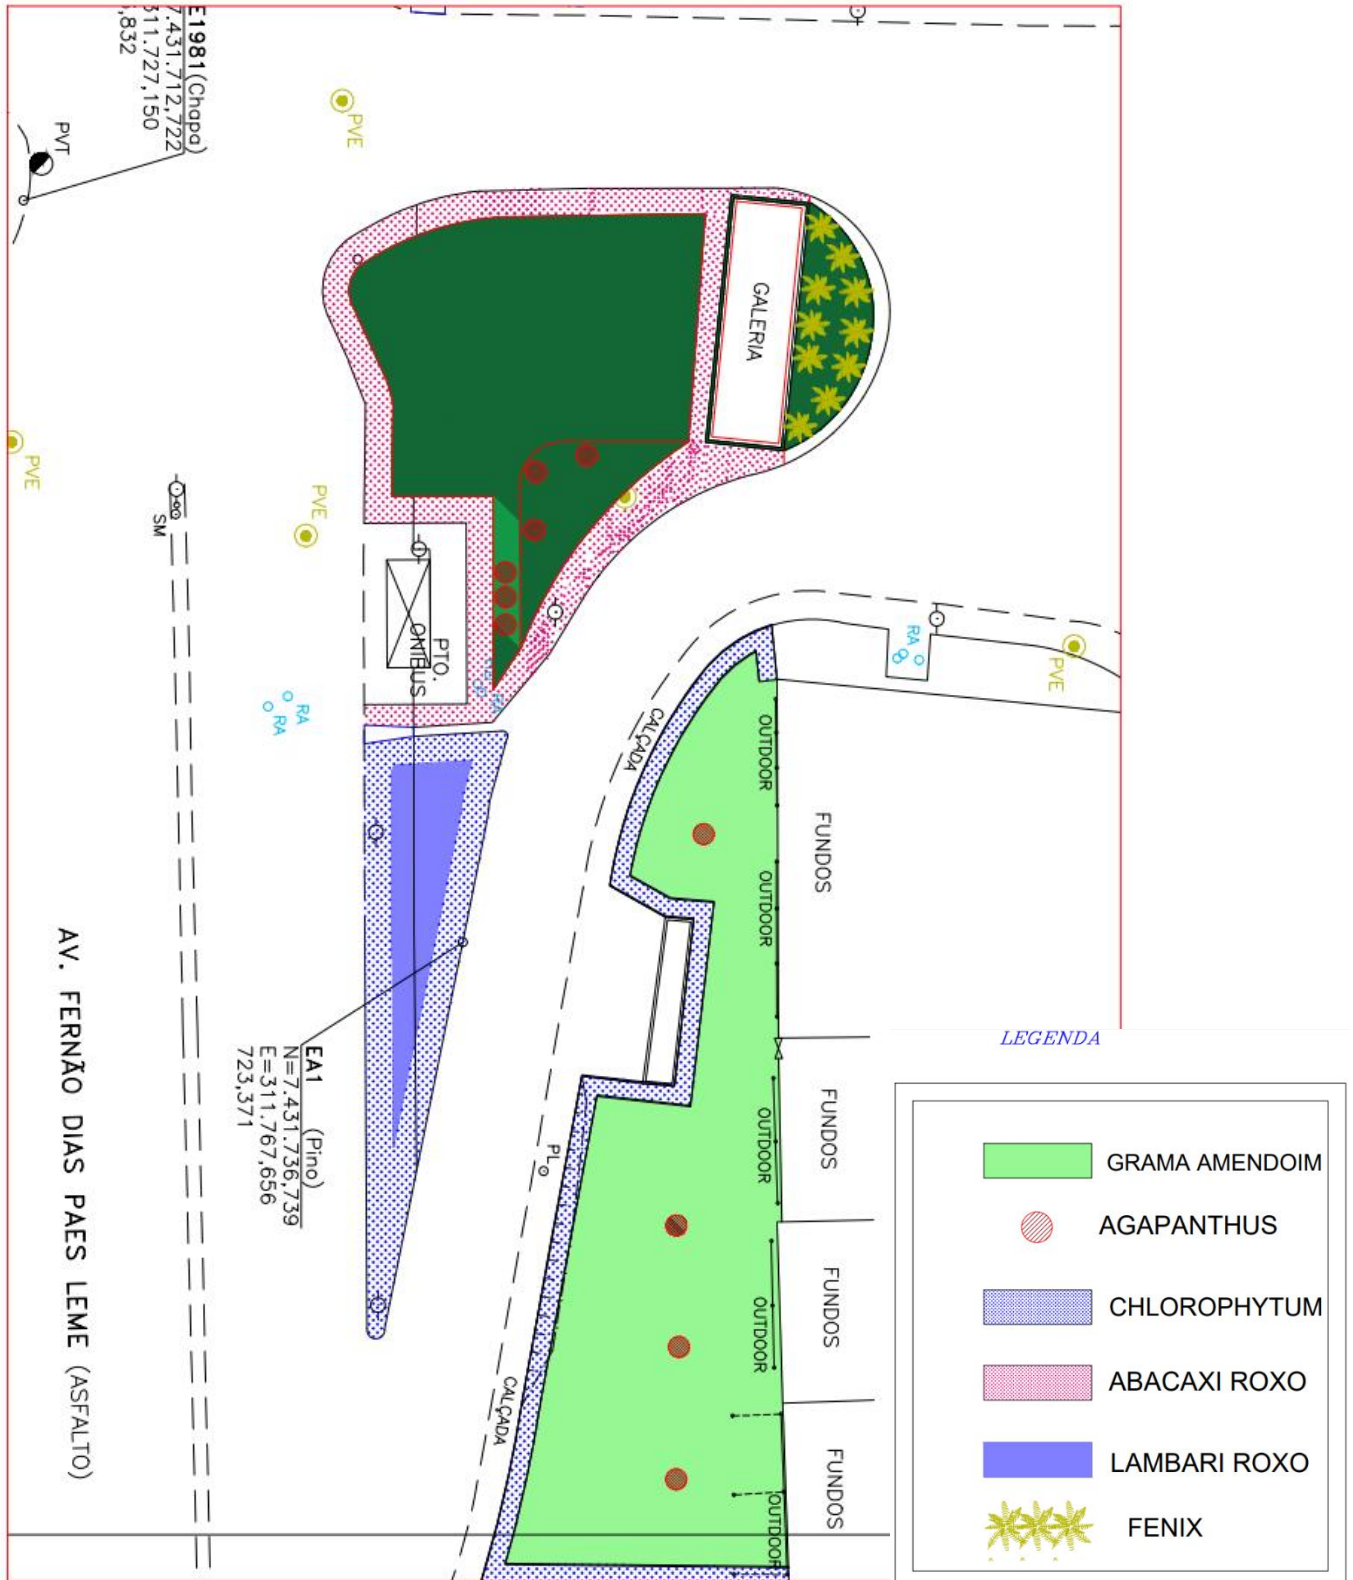 E1981(Chapa)
7.431.712,722
311.727,150
,832
PVT
PVE
GALERIA
PVE
PVE
SM
PTO.
ONIBUS
RA
RA
RA
PVE
CALÇADA
OUTDOOR
FUNDOS
OUTDOOR
AV. FERNÃO DIAS PAES LEME (ASFALTO)
EA1 (Pino)
N=7.431.736,739
E=311.767,656
723,371
PL
OUTDOOR
FUNDOS
OUTDOOR
FUNDOS
CALÇADA
OUTDOOR
FUNDOS
LEGENDA
GRAMA AMENDOIM
AGAPANTHUS
CHLOROPHYTUM
ABACAXI ROXO
LAMBARI ROXO
FENIX